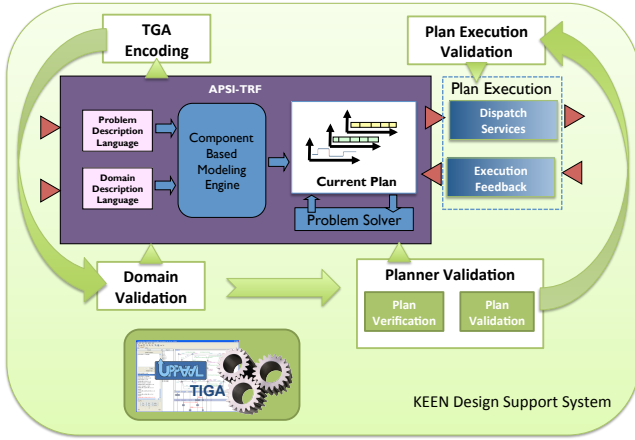 TGA
Encoding
Plan Execution
Validation
APSI-TRF
Plan Execution
Problem
Description
Language
Domain
Description
Language
Component
Based
Modeling
Engine
Current Plan
Problem Solver
Dispatch
Services
Execution
Feedback
Domain
Validation
Planner Validation
Plan
Verification
Plan
Validation
UPPAAL
TIGA
KEEN Design Support System